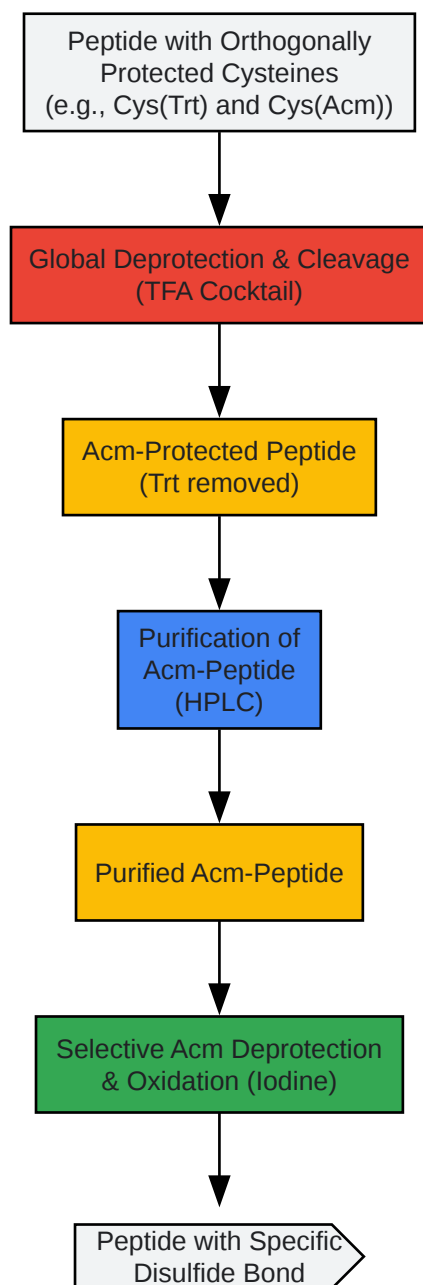 Peptide with Orthogonally
Protected Cysteines
(e.g., Cys(Trt) and Cys(Acm))
Global Deprotection & Cleavage
(TFA Cocktail)
Acm-Protected Peptide
(Trt removed)
Purification of
Acm-Peptide
(HPLC)
Purified Acm-Peptide
Selective Acm Deprotection
& Oxidation (Iodine)
Peptide with Specific
Disulfide Bond